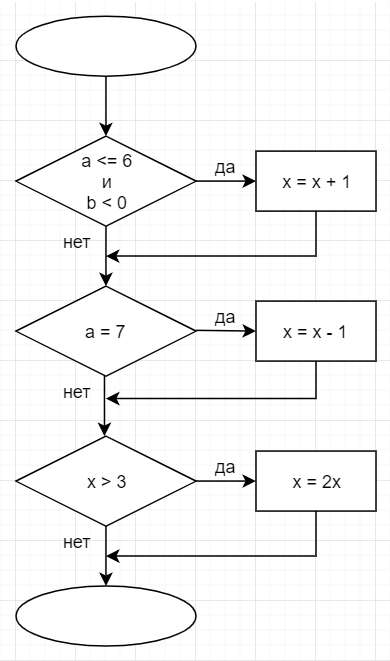 a <= 6
и
b < 0
да
x = x + 1
нет
a = 7
да
x = x - 1
нет
x > 3
да
x = 2x
нет